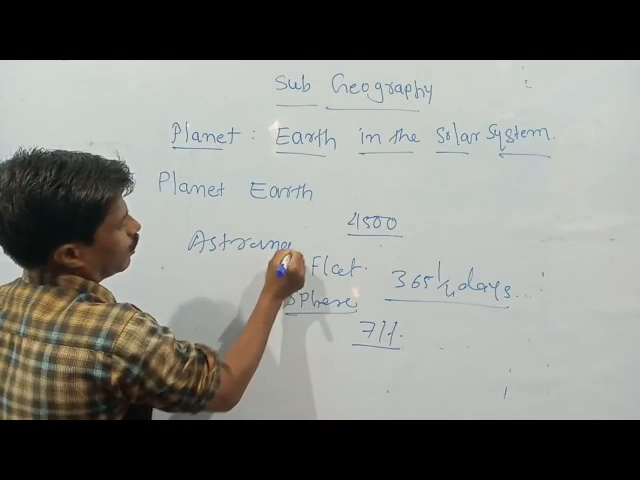 Sub Geography
Planet : Earth in the Solar System.
Planet Earth
4500
Astrono
Flat.
365 1/4 days...
Sphere
71%.